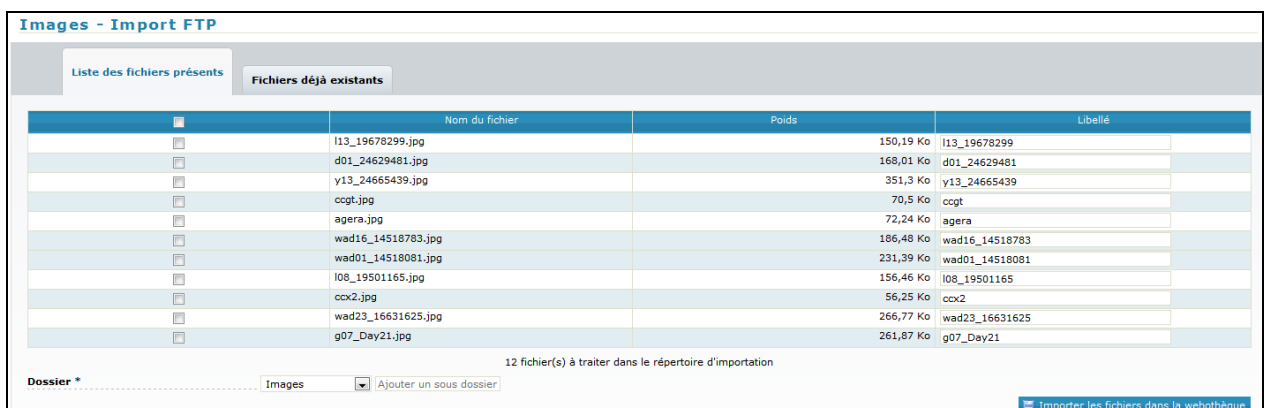 Images - Import FTP
Liste des fichiers présents Fichiers déjà existants
Nom du fichier Poids Libellé
l13_19678299.jpg 150,19 Ko l13_19678299
d01_24629481.jpg 168,01 Ko d01_24629481
y13_24665439.jpg 351,3 Ko y13_24665439
ccgt.jpg 70,5 Ko ccgt
agera.jpg 72,24 Ko agera
wad16_14518783.jpg 186,48 Ko wad16_14518783
wad01_14518081.jpg 231,39 Ko wad01_14518081
l08_19501165.jpg 156,46 Ko l08_19501165
ccx2.jpg 56,25 Ko ccx2
wad23_16631625.jpg 266,77 Ko wad23_16631625
g07_Day21.jpg 261,87 Ko g07_Day21
12 fichier(s) à traiter dans le répertoire d'importation
Dossier * Images Ajouter un sous dossier
Importer les fichiers dans la webothèque